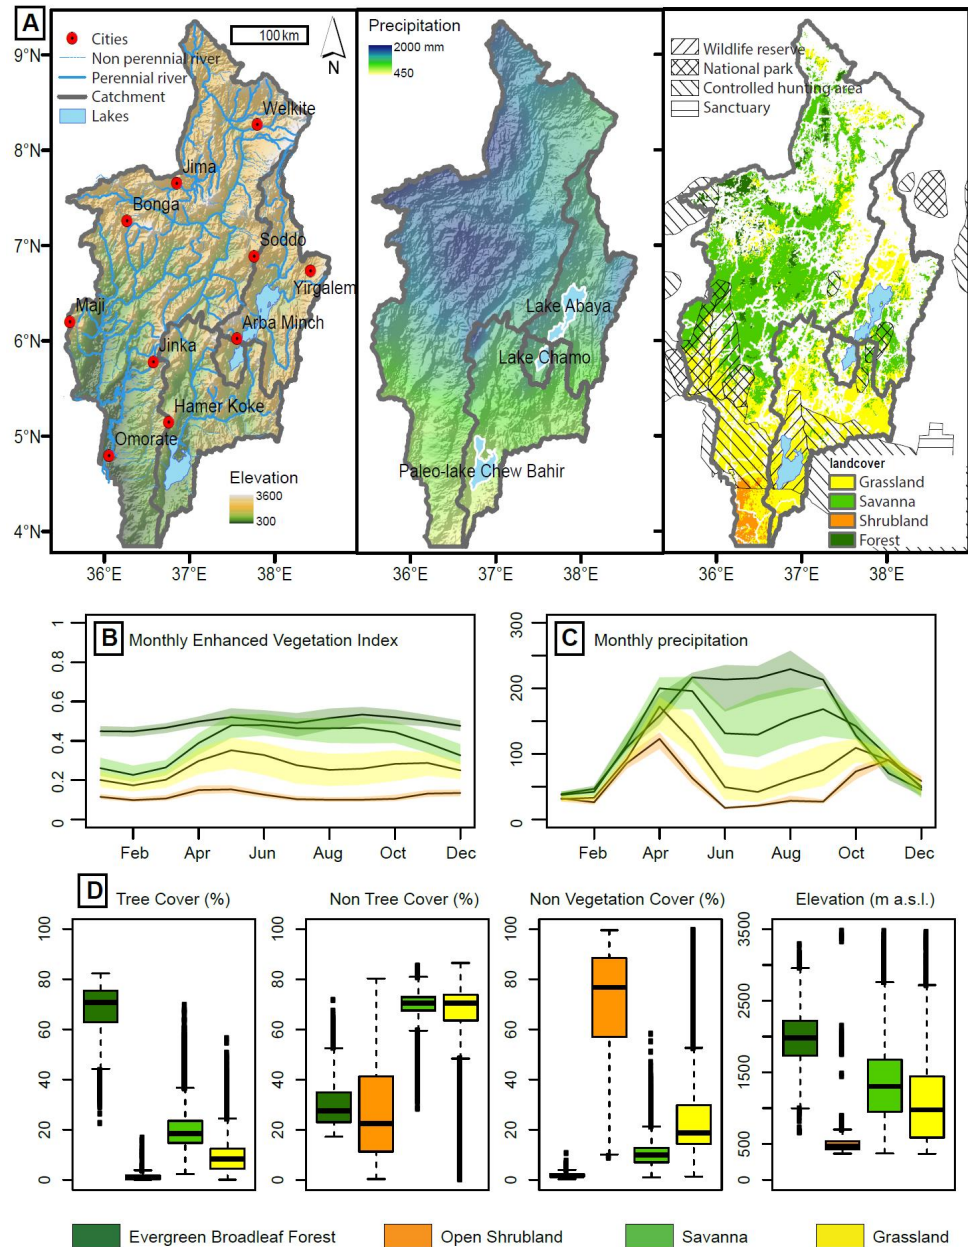 A
9°N
8°N
7°N
6°N
5°N
4°N
Cities
Non perennial river
Perennial river
Catchment
Lakes
100 km
N
Welkite
Jima
Bonga
Soddo
Yirgalem
Maji
Arba Minch
Jinka
Hamer Koke
Omorate
Elevation
3600
300
36°E 37°E 38°E
Precipitation
2000 mm
450
Lake Abaya
Lake Chamo
Paleo-lake Chew Bahir
36°E 37°E 38°E
Wildlife reserve
National park
Controlled hunting area
Sanctuary
landcover
Grassland
Savanna
Shrubland
Forest
36°E 37°E 38°E
B Monthly Enhanced Vegetation Index
1
0.8
0.6
0.4
0.2
0
Feb Apr Jun Aug Oct Dec
C Monthly precipitation
300
200
100
0
Feb Apr Jun Aug Oct Dec
D
Tree Cover (%)
100
80
60
40
20
0
Non Tree Cover (%)
100
80
60
40
20
0
Non Vegetation Cover (%)
100
80
60
40
20
0
Elevation (m a.s.l.)
3500
2500
1500
500
0
Evergreen Broadleaf Forest Open Shrubland Savanna Grassland